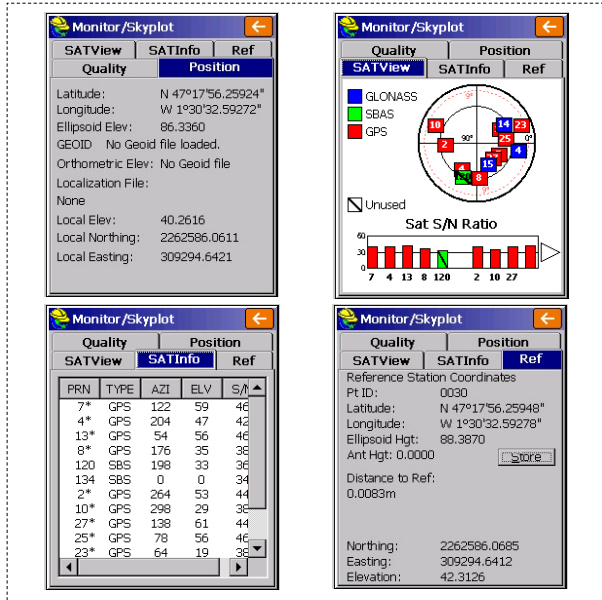 Monitor/Skyplot
SATView SATInfo Ref
Quality Position
Latitude: N 47°17'56.25924"
Longitude: W 1°30'32.59272"
Ellipsoid Elev: 86.3360
GEOID No Geoid file loaded.
Orthometric Elev: No Geoid file
Localization File:
None
Local Elev: 40.2616
Local Northing: 2262586.0611
Local Easting: 309294.6421
Monitor/Skyplot
Quality Position
SATView SATInfo Ref
GLONASS
SBAS
GPS
9°
10 14 23
2 90° 25 0°
4
15
8
9°
Unused
Sat S/N Ratio
60
30
0
7 4 13 8 120 2 10 27
Monitor/Skyplot
Quality Position
SATView SATInfo Ref
PRN TYPE AZI ELV
7* GPS 122 59 46
4* GPS 204 47 42
13* GPS 54 56 46
8* GPS 176 35 38
120 SBS 198 33 36
134 SBS 0 0 34
2* GPS 264 53 44
10* GPS 298 29 38
27* GPS 138 61 44
25* GPS 78 56 46
23* GPS 64 19 38
Monitor/Skyplot
Quality Position
SATView SATInfo Ref
Reference Station Coordinates
Pt ID: 0030
Latitude: N 47°17'56.25948"
Longitude: W 1°30'32.59278"
Ellipsoid Hgt: 88.3870
Ant Hgt: 0.0000 Store
Distance to Ref:
0.0083m
Northing: 2262586.0685
Easting: 309294.6412
Elevation: 42.3126